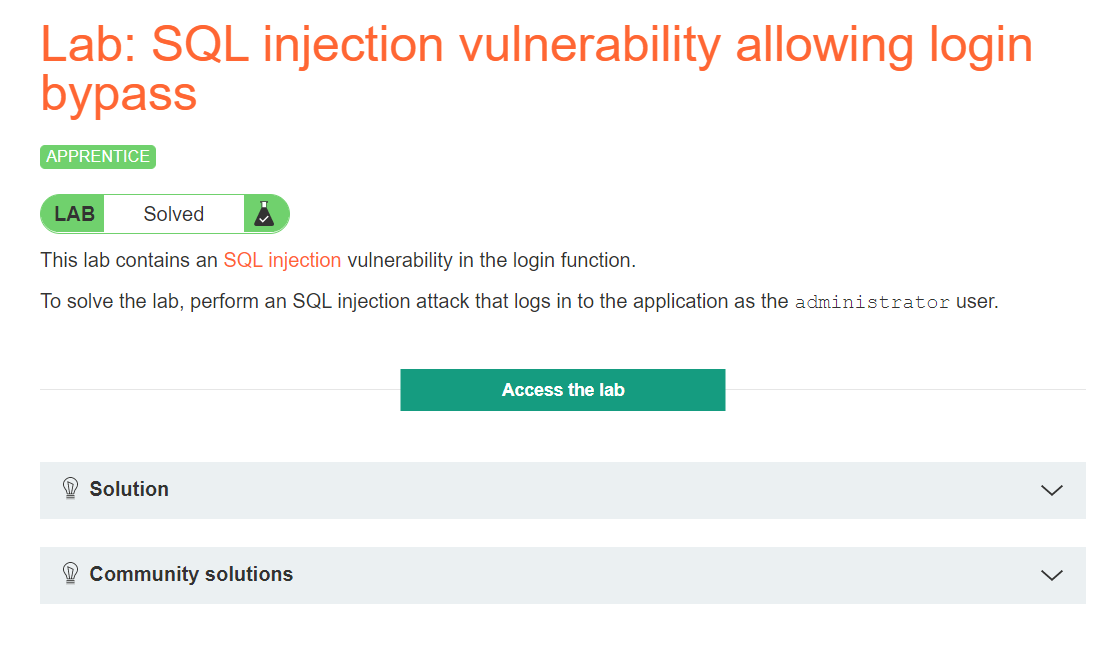 Lab: SQL injection vulnerability allowing login
bypass
APPRENTICE
LAB Solved
This lab contains an SQL injection vulnerability in the login function.
To solve the lab, perform an SQL injection attack that logs in to the application as the administrator user.
Access the lab
Solution
Community solutions